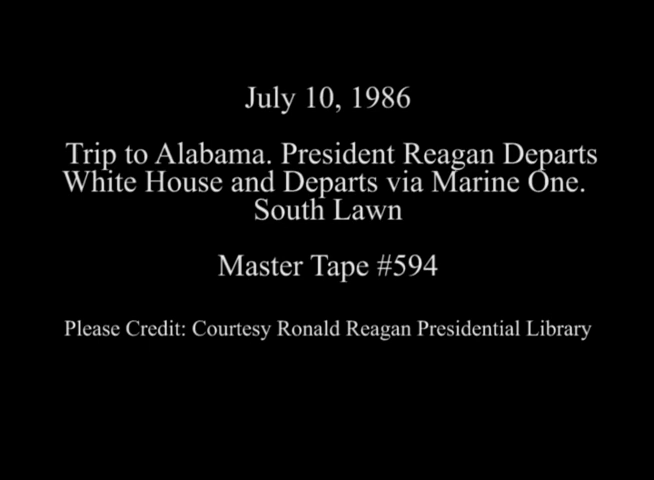 July 10, 1986
Trip to Alabama. President Reagan Departs
White House and Departs via Marine One.
South Lawn
Master Tape #594
Please Credit: Courtesy Ronald Reagan Presidential Library